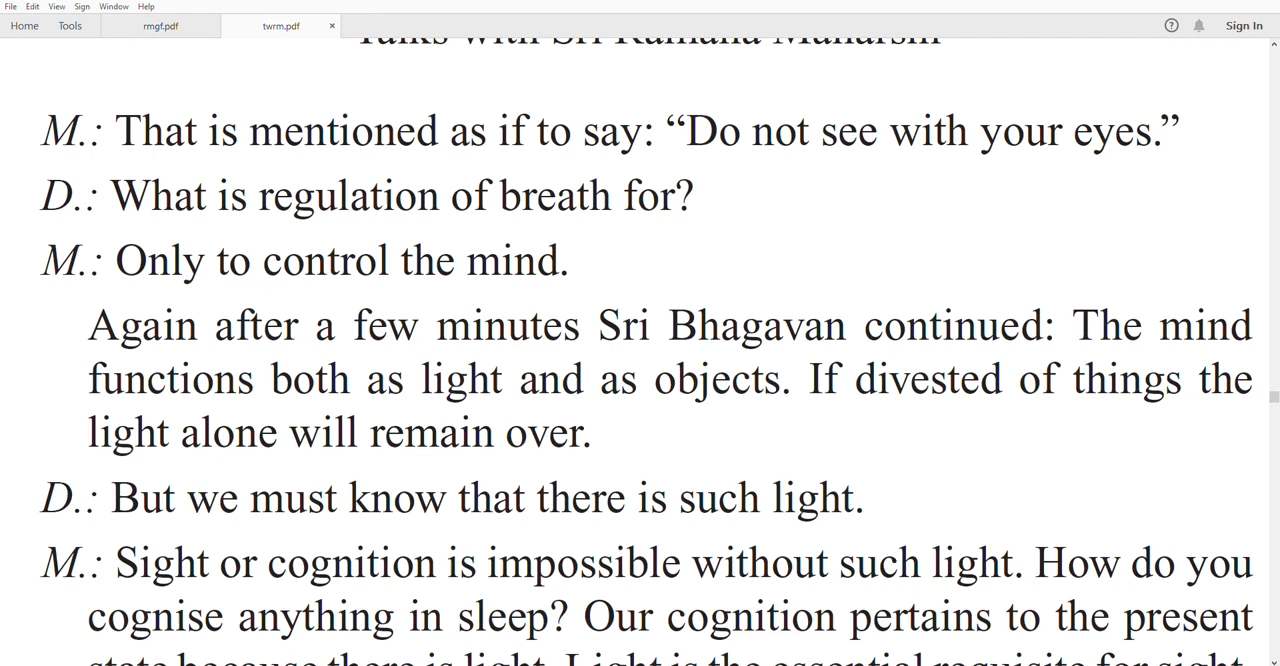 File Edit View Sign Window Help
Home Tools rmgf.pdf twrm.pdf × ? Sign In
Talks with Sri Ramana Maharshi
M.: That is mentioned as if to say: “Do not see with your eyes.”
D.: What is regulation of breath for?
M.: Only to control the mind.
Again after a few minutes Sri Bhagavan continued: The mind
functions both as light and as objects. If divested of things the
light alone will remain over.
D.: But we must know that there is such light.
M.: Sight or cognition is impossible without such light. How do you
cognise anything in sleep? Our cognition pertains to the present
state because there is light. Light is the essential requisite for sight.